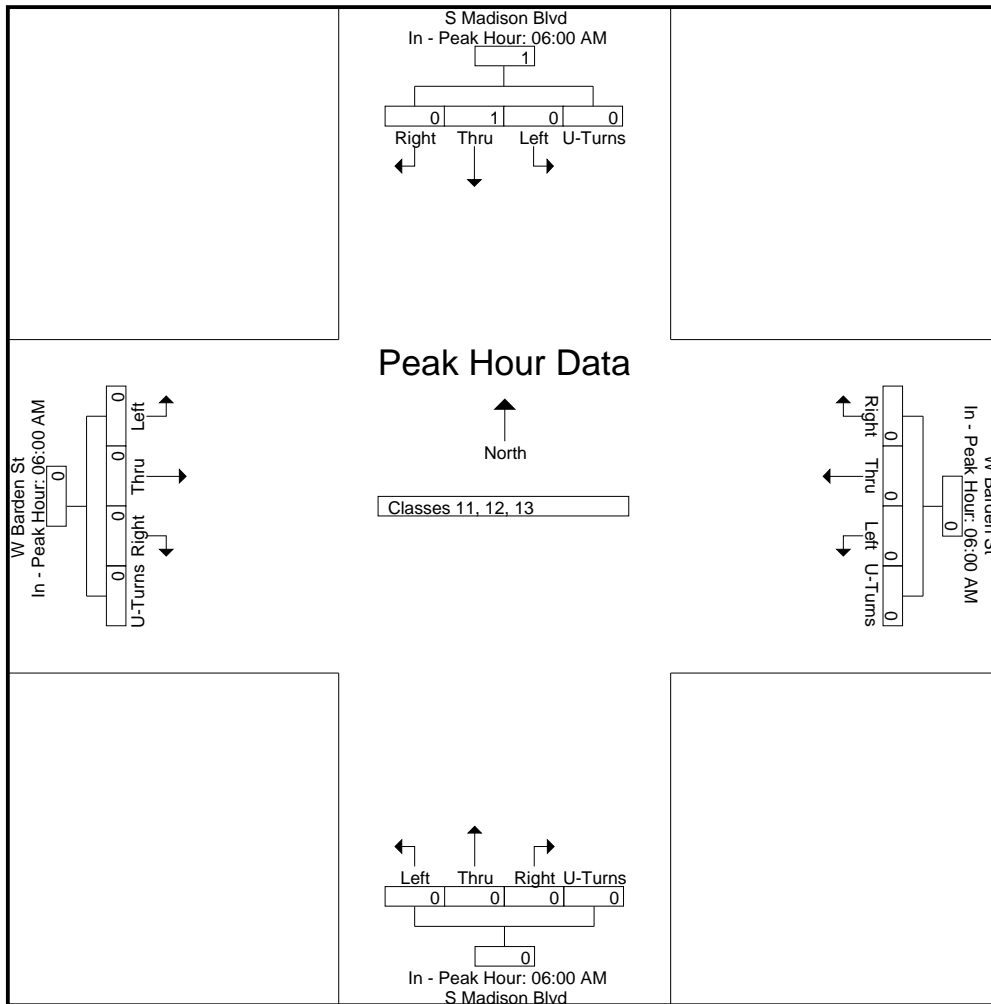 S Madison Blvd
In - Peak Hour: 06:00 AM
1
0 1 0 0
Right Thru Left U-Turns
Peak Hour Data
North
Classes 11, 12, 13
W Barden St
In - Peak Hour: 06:00 AM
0
0 0 0 0
Left Thru Right U-Turns
W Barden St
In - Peak Hour: 06:00 AM
0
0 0 0 0
Right Thru Left U-Turns
Left Thru Right U-Turns
0 0 0 0
0
In - Peak Hour: 06:00 AM
S Madison Blvd